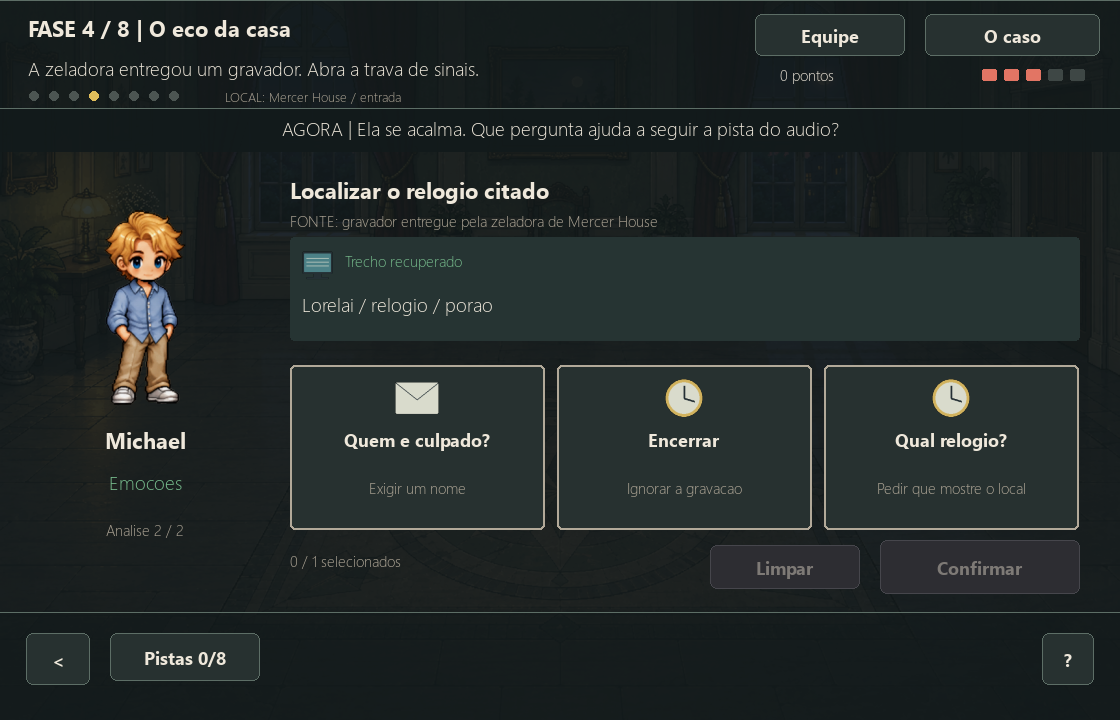 FASE 4 / 8 | O eco da casa
A zeladora entregou um gravador. Abra a trava de sinais.
LOCAL: Mercer House / entrada
Equipe
O caso
0 pontos
AGORA | Ela se acalma. Que pergunta ajuda a seguir a pista do audio?
Localizar o relogio citado
FONTE: gravador entregue pela zeladora de Mercer House
Trecho recuperado
Lorelai / relogio / porao
Michael
Emocoes
Analise 2 / 2
Quem e culpado?
Exigir um nome
Encerrar
Ignorar a gravacao
Qual relogio?
Pedir que mostre o local
0 / 1 selecionados
Limpar
Confirmar
<
Pistas 0/8
?